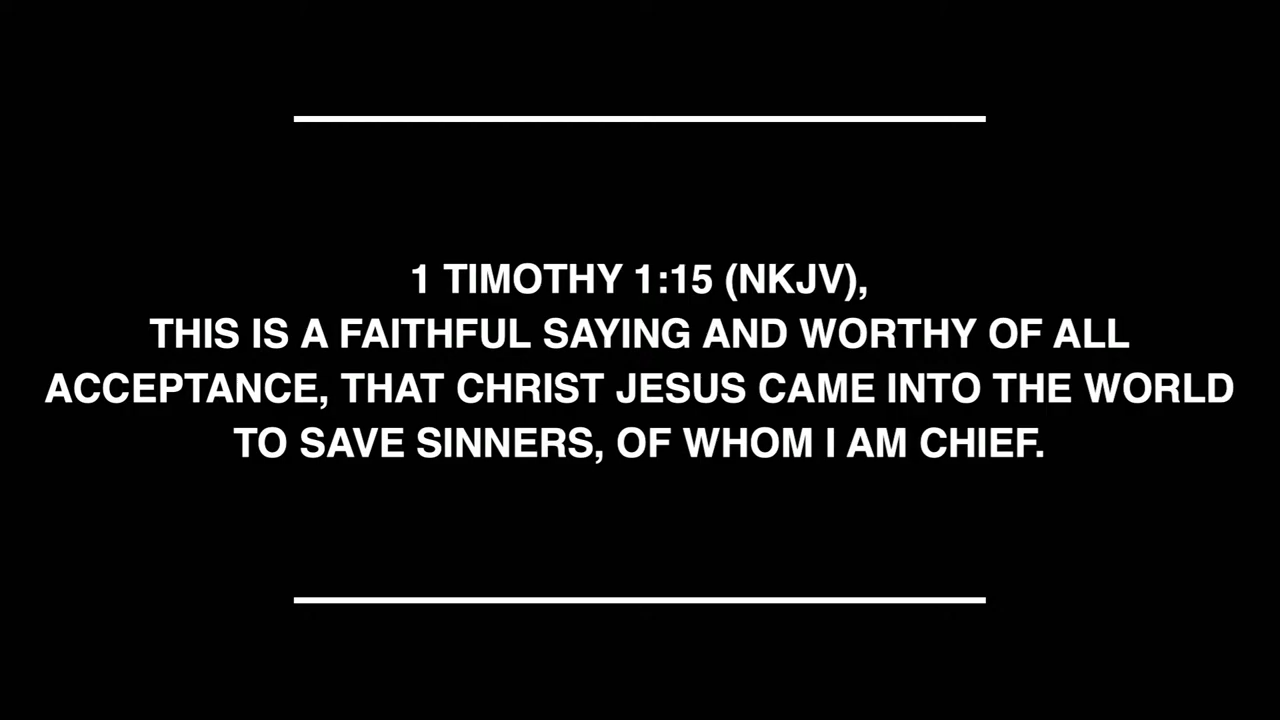 1 TIMOTHY 1:15 (NKJV),
THIS IS A FAITHFUL SAYING AND WORTHY OF ALL
ACCEPTANCE, THAT CHRIST JESUS CAME INTO THE WORLD
TO SAVE SINNERS, OF WHOM I AM CHIEF.